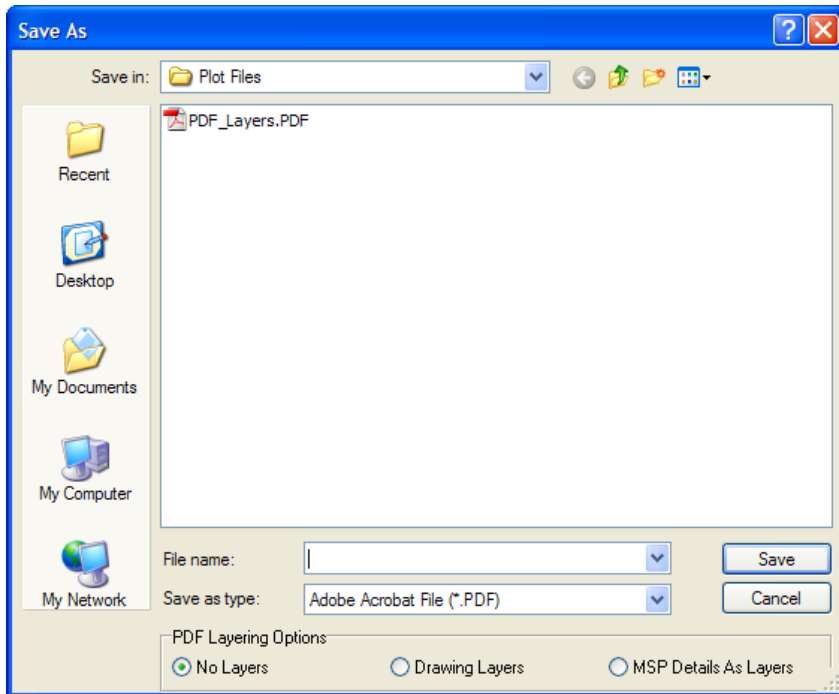 Save As
Save in: Plot Files
PDF_Layers.PDF
Recent
Desktop
My Documents
My Computer
My Network
File name:
Save
Save as type: Adobe Acrobat File (*.PDF)
Cancel
PDF Layering Options
No Layers Drawing Layers MSP Details As Layers